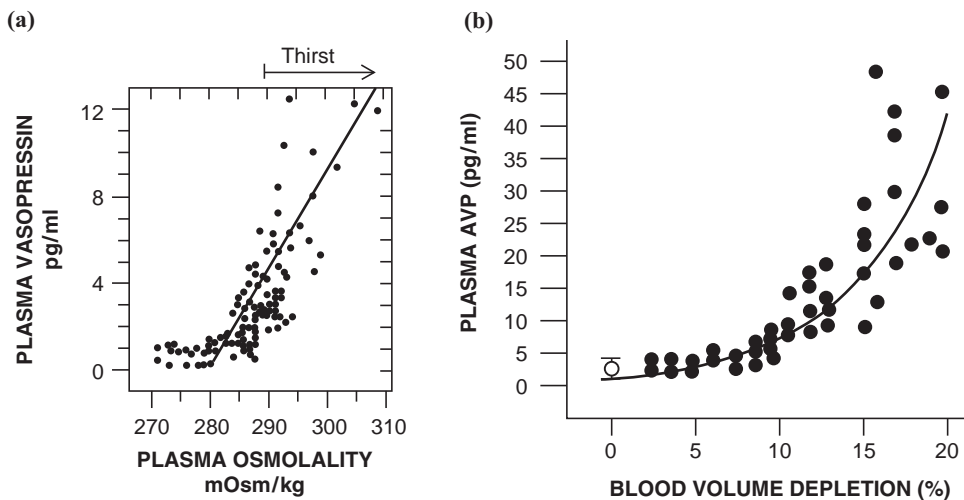 (a)
Thirst
PLASMA VASOPRESSIN
pg/ml
12
8
4
0
270 280 290 300 310
PLASMA OSMOLALITY
mOsm/kg
(b)
PLASMA AVP (pg/ml)
50
45
40
35
30
25
20
15
10
5
0
0 5 10 15 20
BLOOD VOLUME DEPLETION (%)